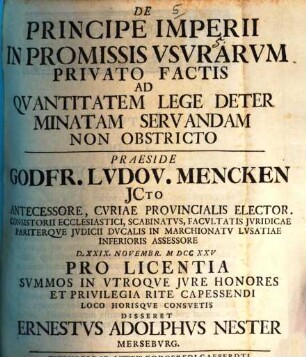 DE
PRINCIPE IMPERII
IN PROMISSIS VSVRARVM
PRIVATO FACTIS
AD
QVANTITATEM LEGE DETER
MINATAM SERVANDAM
NON OBSTRICTO
PRAESIDE
GODFR. LVDOV. MENCKEN
JCTO
ANTECESSORE, CVRIAE PROVINCIALIS ELECTOR.
CONSISTORII ECCLESIASTICI, SCABINATVS, FACVLTATIS JVRIDICAE
PARITERQVE JVDICII DVCALIS IN MARCHIONATV LVSATIAE
INFERIORIS ASSESSORE
D. XXIX. NOVEMBR. M DCC XXV
PRO LICENTIA
SVMMOS IN VTROQVE JVRE HONORES
ET PRIVILEGIA RITE CAPESSENDI
LOCO HORISQVE CONSVETIS
DISSERET
ERNESTVS ADOLPHVS NESTER
MERSEBVRG.